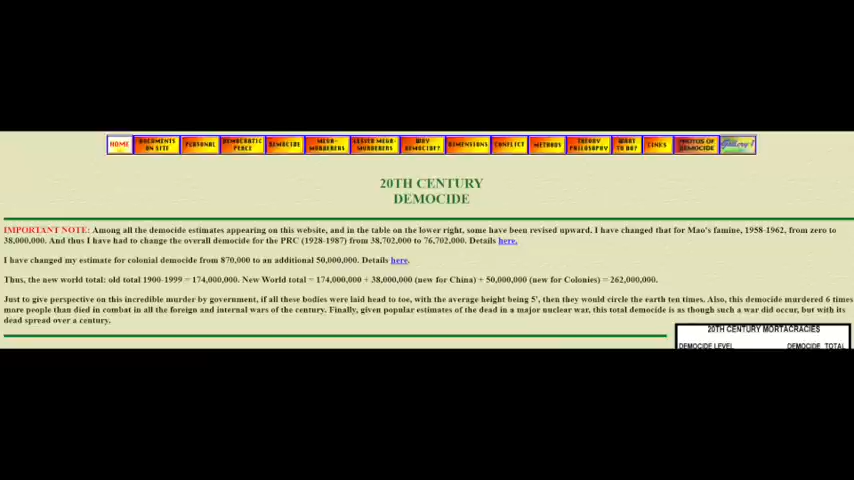 HOME
DOCUMENTS ON SITE
PERSONAL
DEMOCRATIC PEACE
DEMOCIDE
MEGA-MURDERERS
LESSER MEGA-MURDERERS
WHY DEMOCIDE?
DIMENSIONS
CONFLICT
METHODS
THEORY PHILOSOPHY
WHAT TO DO?
LINKS
PHOTOS OF DEMOCIDE
20TH CENTURY
DEMOCIDE
IMPORTANT NOTE: Among all the democide estimates appearing on this website, and in the table on the lower right, some have been revised upward. I have changed that for Mao's famine, 1958-1962, from zero to
38,000,000. And thus I have had to change the overall democide for the PRC (1928-1987) from 38,702,000 to 76,702,000. Details here.
I have changed my estimate for colonial democide from 870,000 to an additional 50,000,000. Details here.
Thus, the new world total: old total 1900-1999 = 174,000,000. New World total = 174,000,000 + 38,000,000 (new for China) + 50,000,000 (new for Colonies) = 262,000,000.
Just to give perspective on this incredible murder by government, if all these bodies were laid head to toe, with the average height being 5', then they would circle the earth ten times. Also, this democide murdered 6 times
more people than died in combat in all the foreign and internal wars of the century. Finally, given popular estimates of the dead in a major nuclear war, this total democide is as though such a war did occur, but with its
dead spread over a century.
20TH CENTURY MORTACRACIES
DEMOCIDE LEVEL DEMOCIDE TOTAL